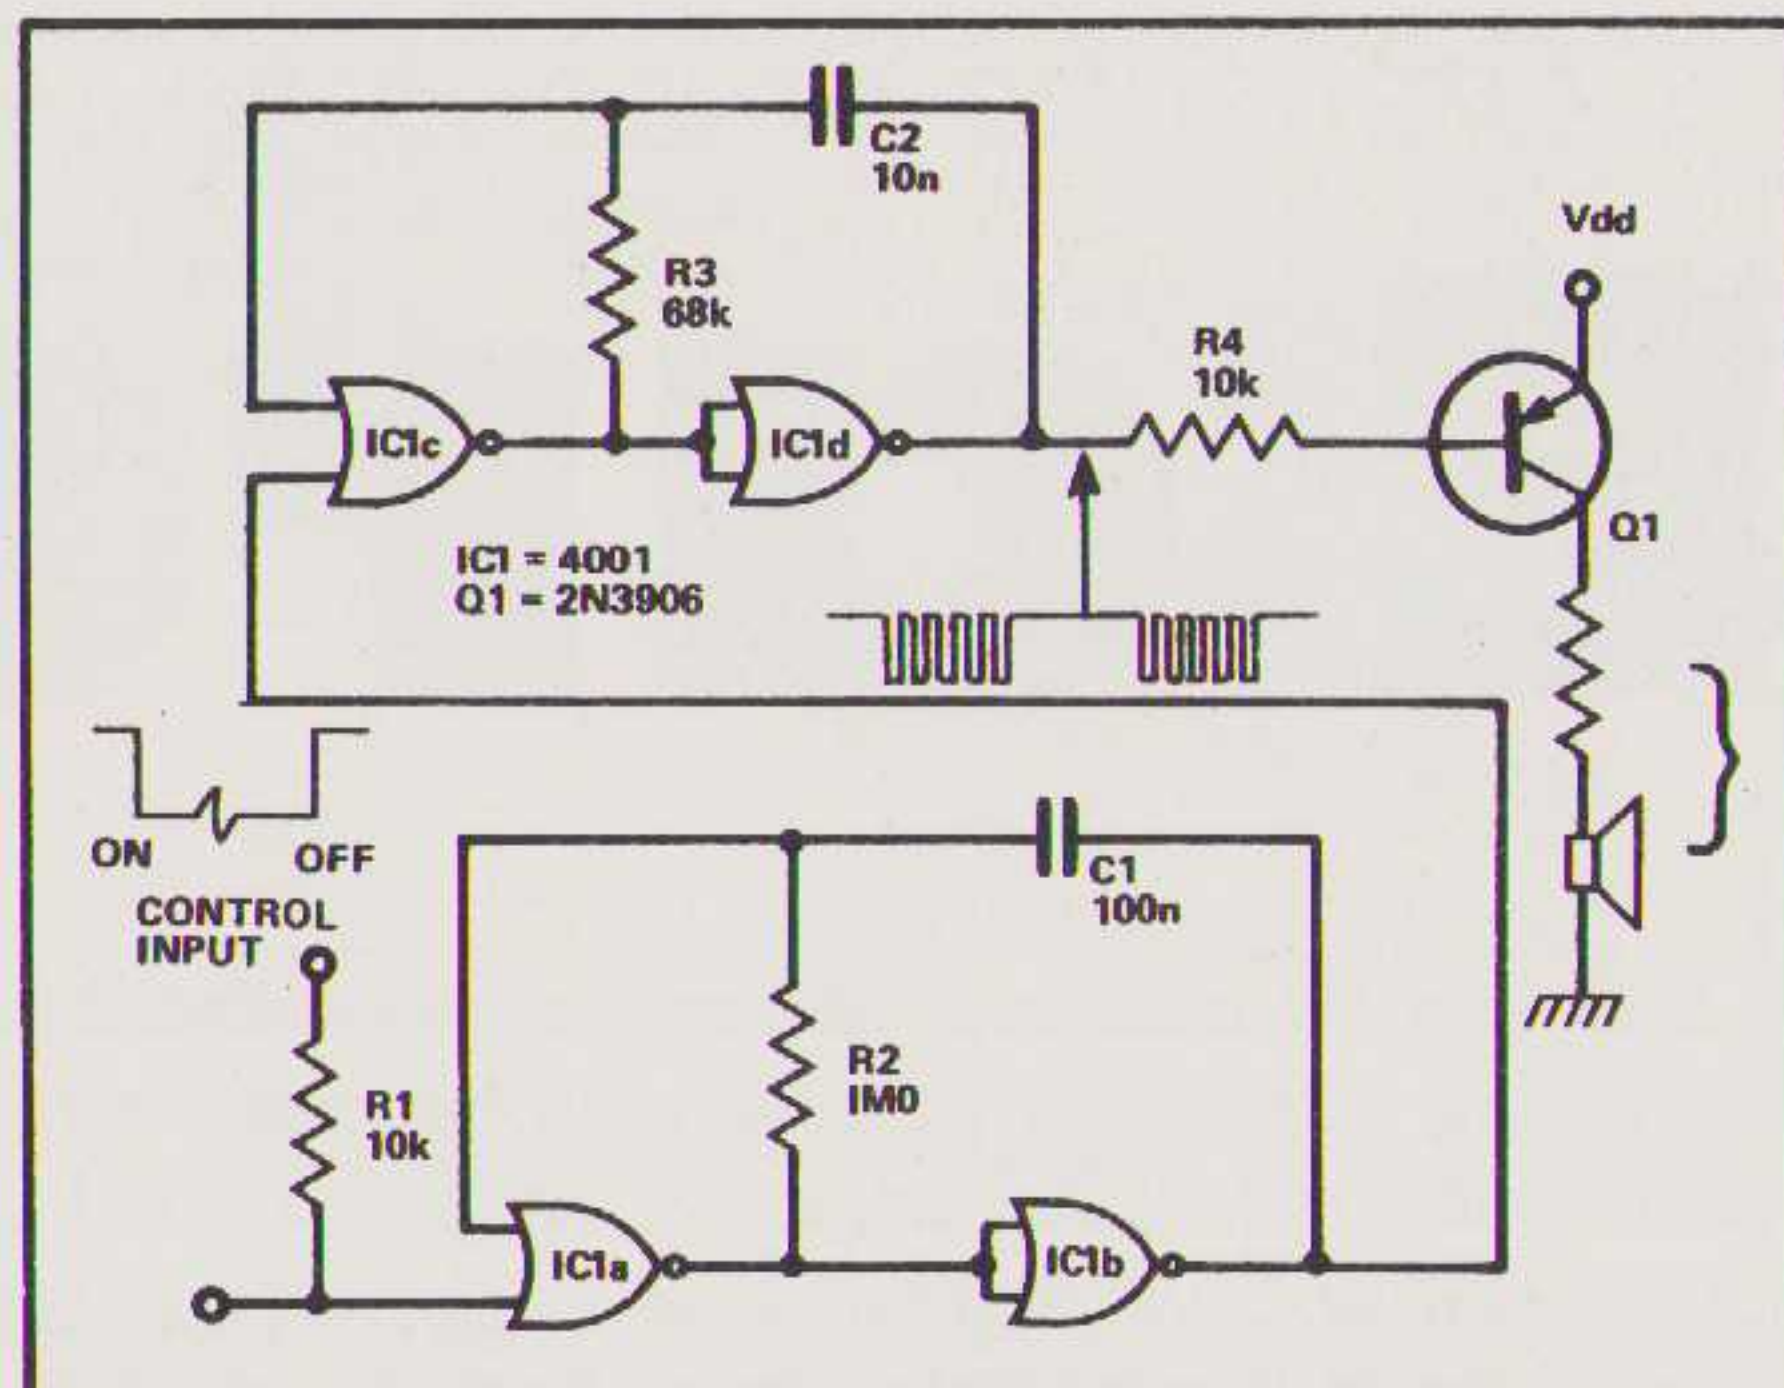 C2
10n
Vdd
R3
68k
R4
10k
IC1c
IC1d
Q1
IC1 = 4001
Q1 = 2N3906
ON
OFF
CONTROL
INPUT
C1
100n
R2
IM0
R1
10k
IC1a
IC1b